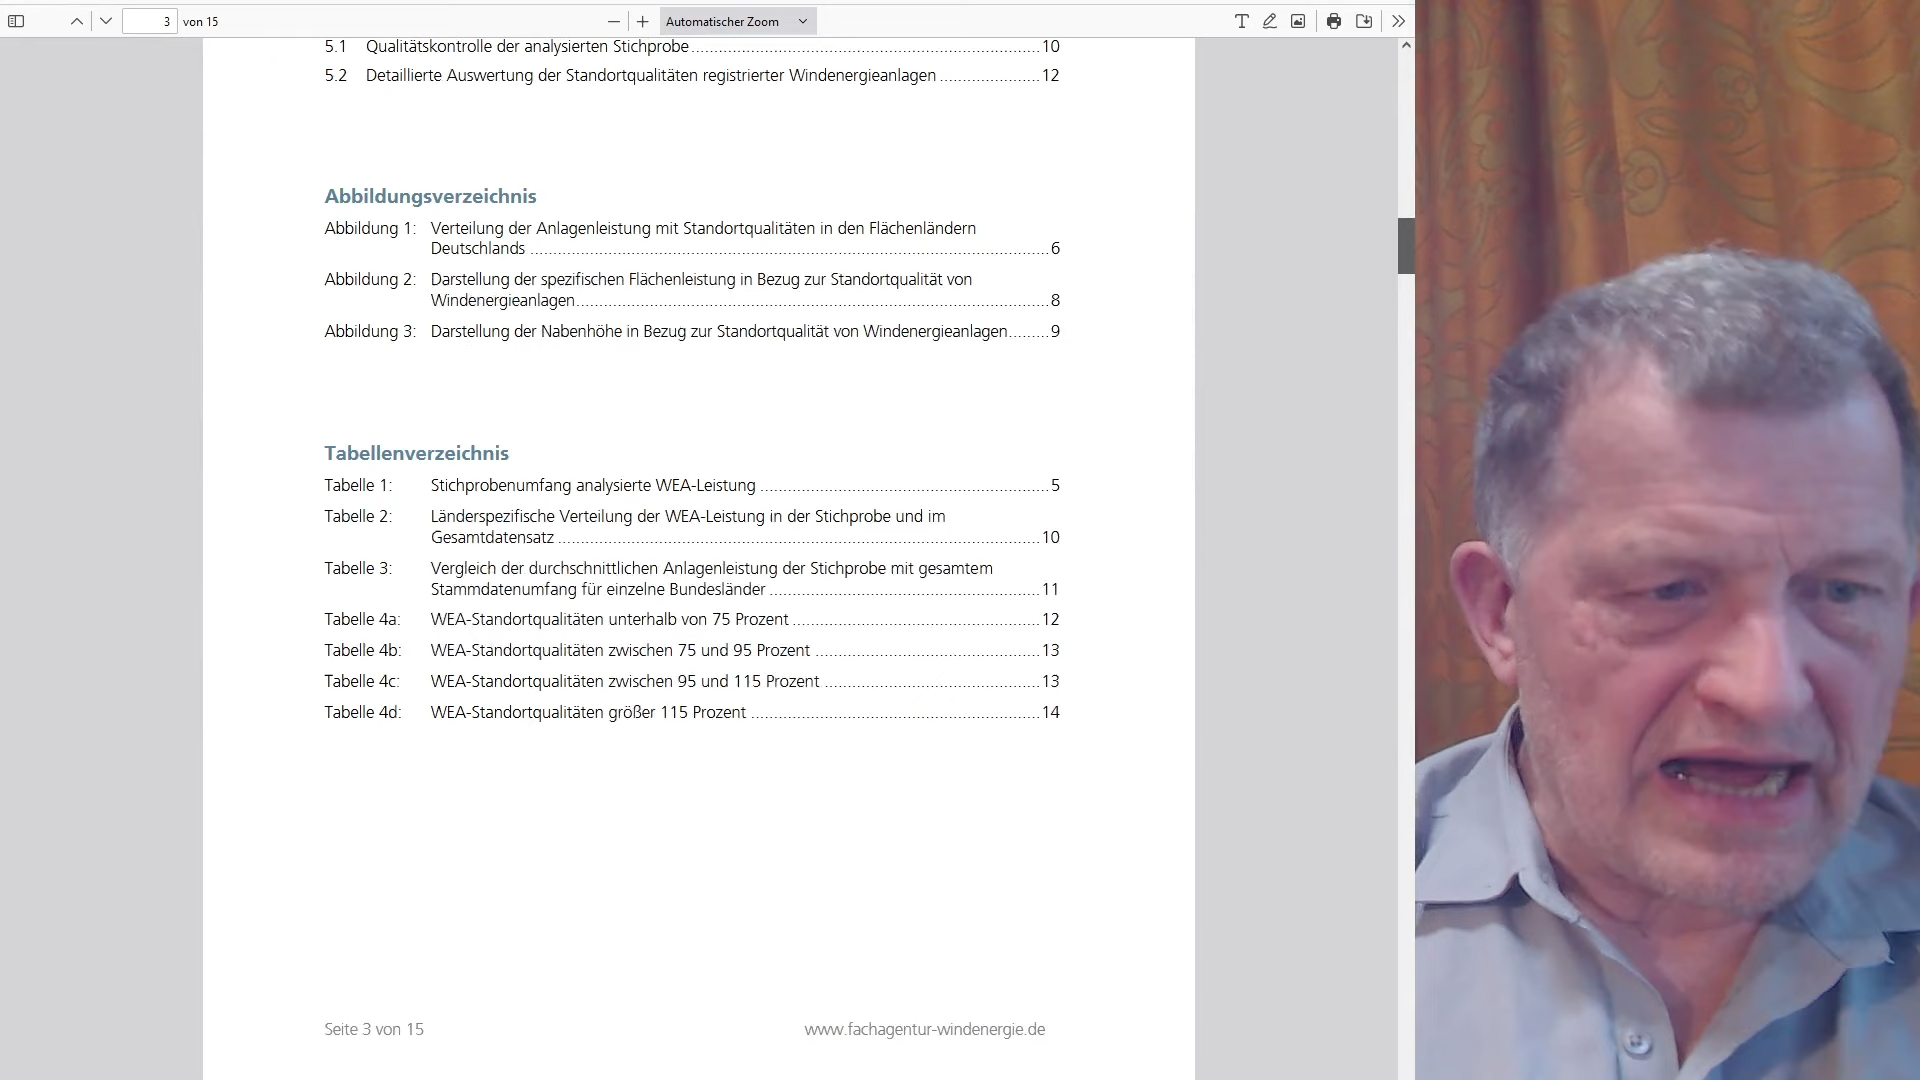 3 von 15
Automatischer Zoom
5.1 Qualitätskontrolle der analysierten Stichprobe 10
5.2 Detaillierte Auswertung der Standortqualitäten registrierter Windenergieanlagen 12
Abbildungsverzeichnis
Abbildung 1: Verteilung der Anlagenleistung mit Standortqualitäten in den Flächenländern
Deutschlands 6
Abbildung 2: Darstellung der spezifischen Flächenleistung in Bezug zur Standortqualität von
Windenergieanlagen 8
Abbildung 3: Darstellung der Nabenhöhe in Bezug zur Standortqualität von Windenergieanlagen 9
Tabellenverzeichnis
Tabelle 1: Stichprobenumfang analysierte WEA-Leistung 5
Tabelle 2: Länderspezifische Verteilung der WEA-Leistung in der Stichprobe und im
Gesamtdatensatz 10
Tabelle 3: Vergleich der durchschnittlichen Anlagenleistung der Stichprobe mit gesamtem
Stammdatenumfang für einzelne Bundesländer 11
Tabelle 4a: WEA-Standortqualitäten unterhalb von 75 Prozent 12
Tabelle 4b: WEA-Standortqualitäten zwischen 75 und 95 Prozent 13
Tabelle 4c: WEA-Standortqualitäten zwischen 95 und 115 Prozent 13
Tabelle 4d: WEA-Standortqualitäten größer 115 Prozent 14
Seite 3 von 15 www.fachagentur-windenergie.de